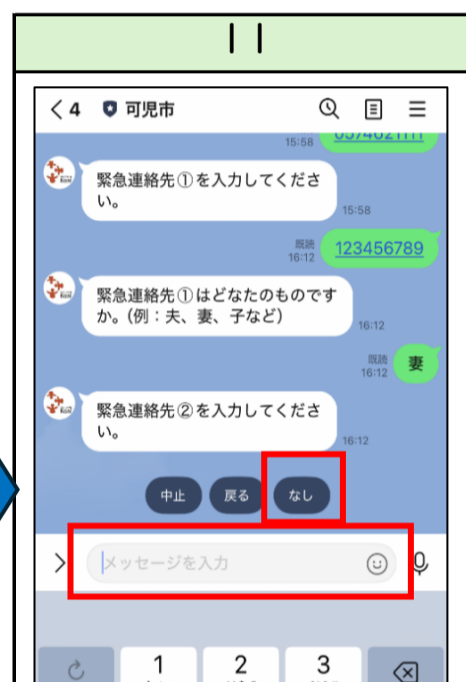 11
4 可児市
15:58 0574621111
緊急連絡先①を入力してくださ
い。
15:58
既読
16:12 123456789
緊急連絡先①はどなたのものです
か。(例：夫、妻、子など)
16:12
既読
16:12 妻
緊急連絡先②を入力してくださ
い。
16:12
中止 戻る なし
メッセージを入力
1 2 3